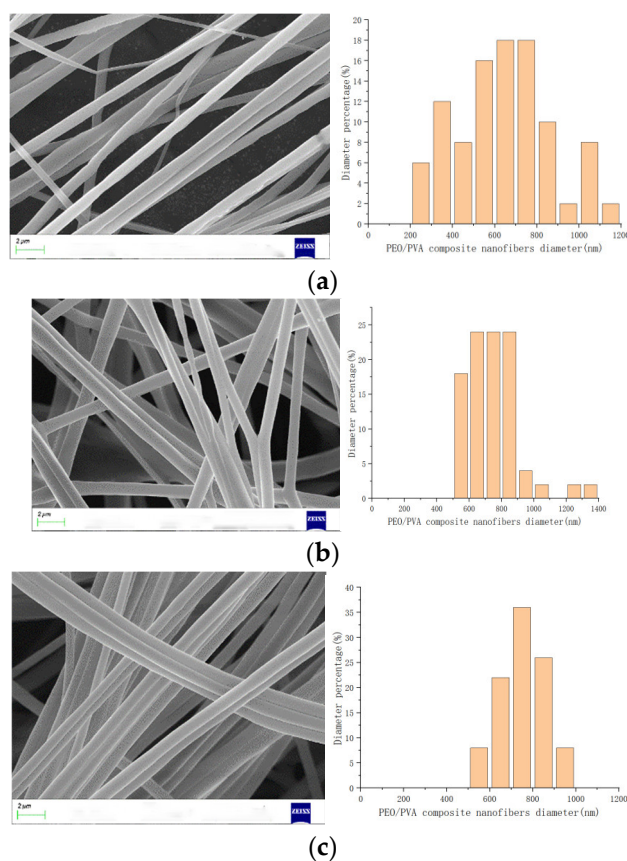 20
18
16
14
12
10
8
6
4
2
0
Diameter percentage(%)
0 200 400 600 800 1000 1200
PEO/PVA composite nanofibers diameter(nm)
2 μm
ZEISS
(a)
25
20
15
10
5
0
Diameter percentage(%)
0 200 400 600 800 1000 1200 1400
PEO/PVA composite nanofibers diameter(nm)
2 μm
ZEISS
(b)
40
35
30
25
20
15
10
5
0
Diameter percentage(%)
0 200 400 600 800 1000 1200
PEO/PVA composite nanofibers diameter(nm)
2 μm
ZEISS
(c)